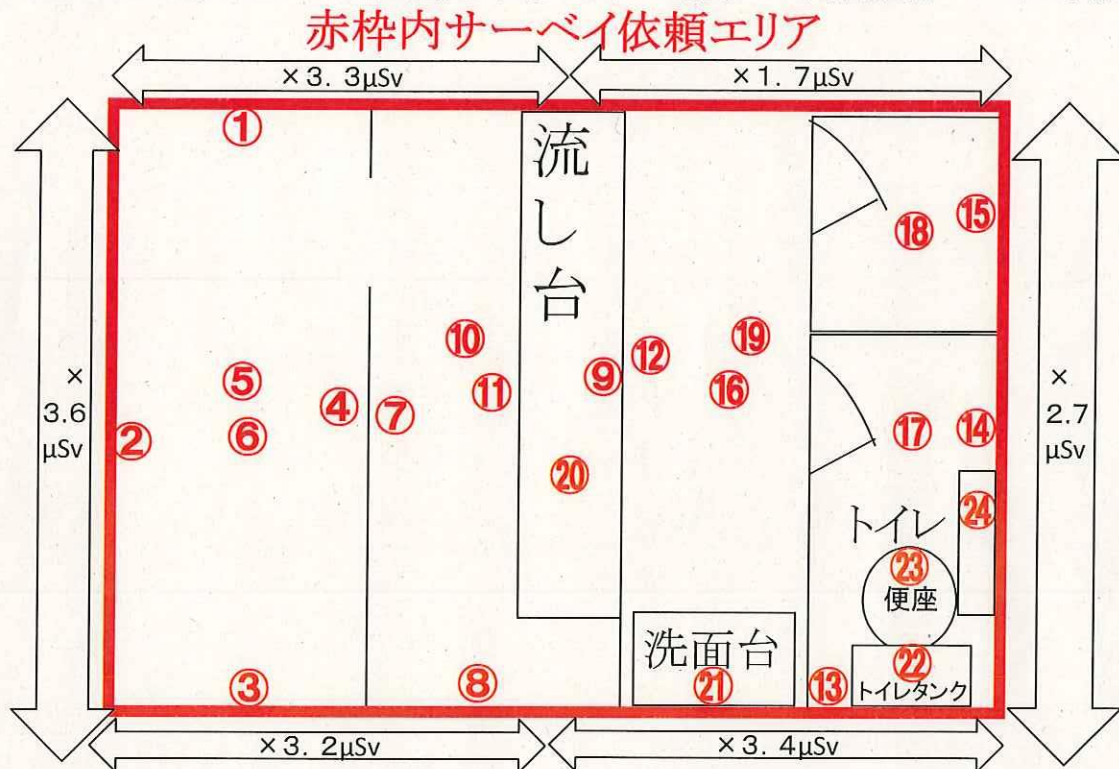 赤枠内サーベイ依頼エリア
×3.3μSv
×1.7μSv
①
流し台
⑮
⑱
⑩
⑲
⑫
⑤
⑪
⑨
⑯
×
3.6
μSv
④
⑦
②
⑥
⑰
⑭
×
2.7
μSv
⑳
㉔
トイレ
㉓
便座
洗面台
㉒
③
⑧
㉑
⑬
トイレタンク
×3.2μSv
×3.4μSv